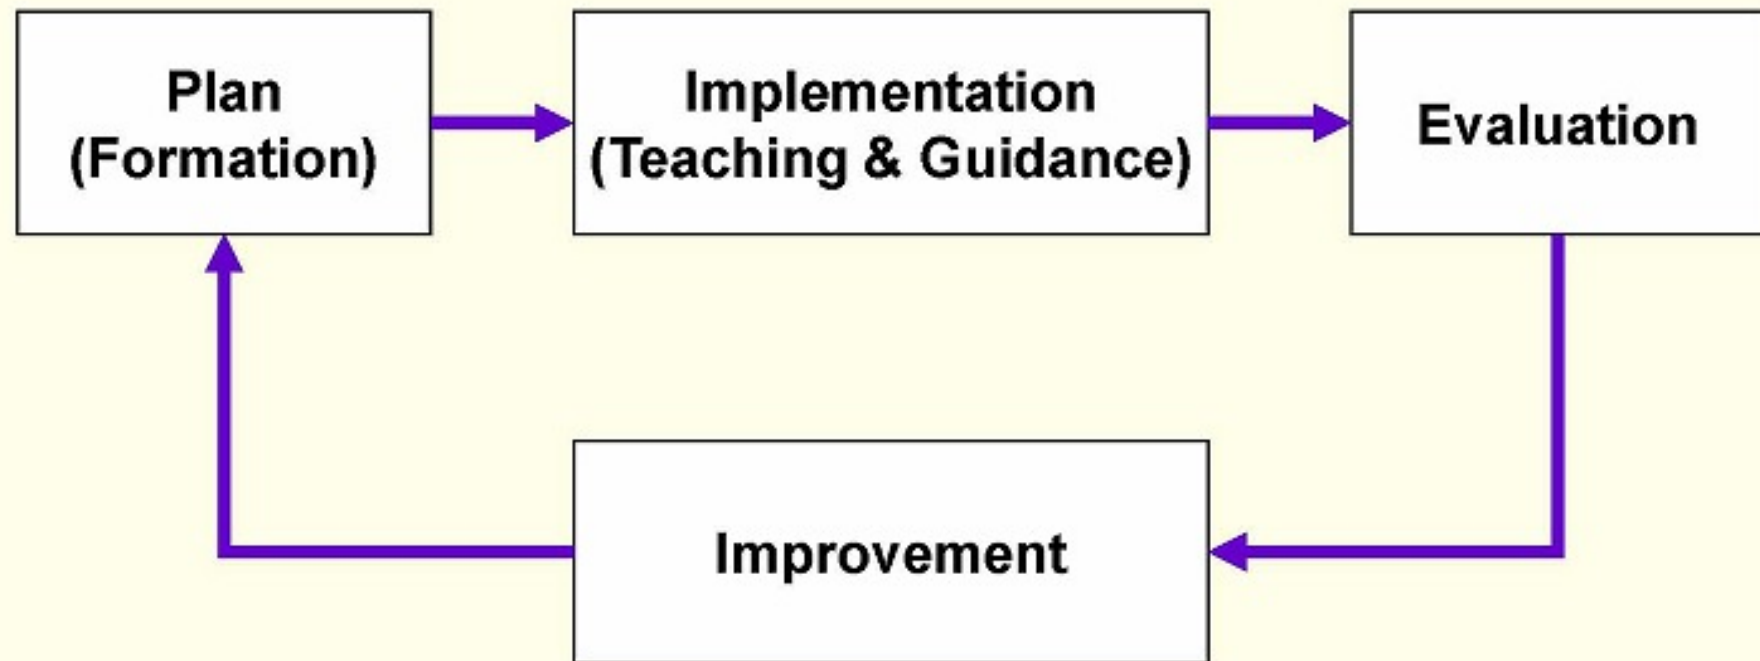 Plan
(Formation)
Implementation
(Teaching & Guidance)
Evaluation
Improvement